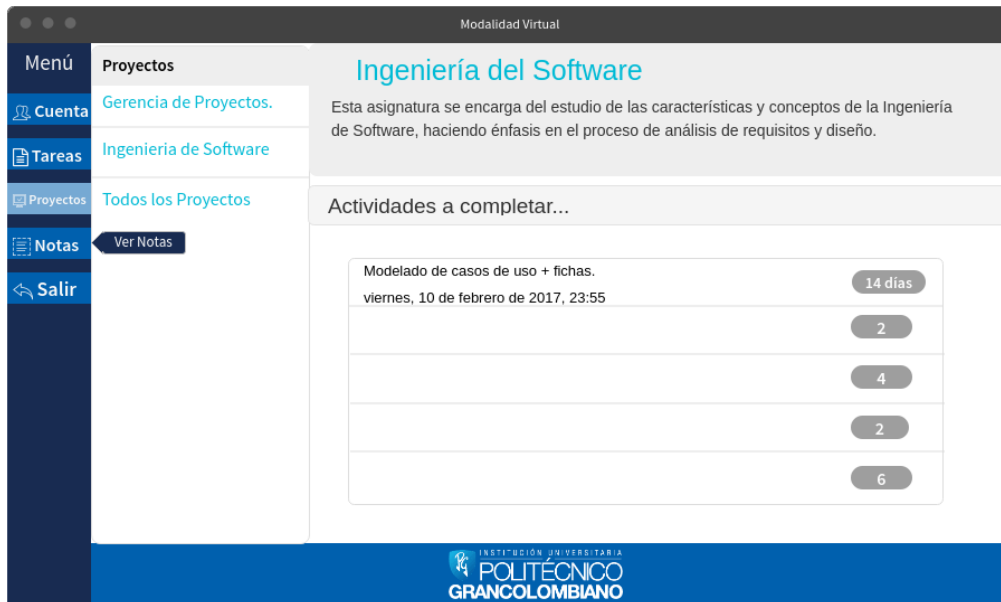 Modalidad Virtual
Menú
Cuenta
Tareas
Proyectos
Notas
Salir
Proyectos
Gerencia de Proyectos.
Ingenieria de Software
Todos los Proyectos
Ver Notas
Ingeniería del Software
Esta asignatura se encarga del estudio de las características y conceptos de la Ingeniería
de Software, haciendo énfasis en el proceso de análisis de requisitos y diseño.
Actividades a completar...
Modelado de casos de uso + fichas.
viernes, 10 de febrero de 2017, 23:55
14 días
2
4
2
6
INSTITUCIÓN UNIVERSITARIA
POLITÉCNICO
GRANCOLOMBIANO